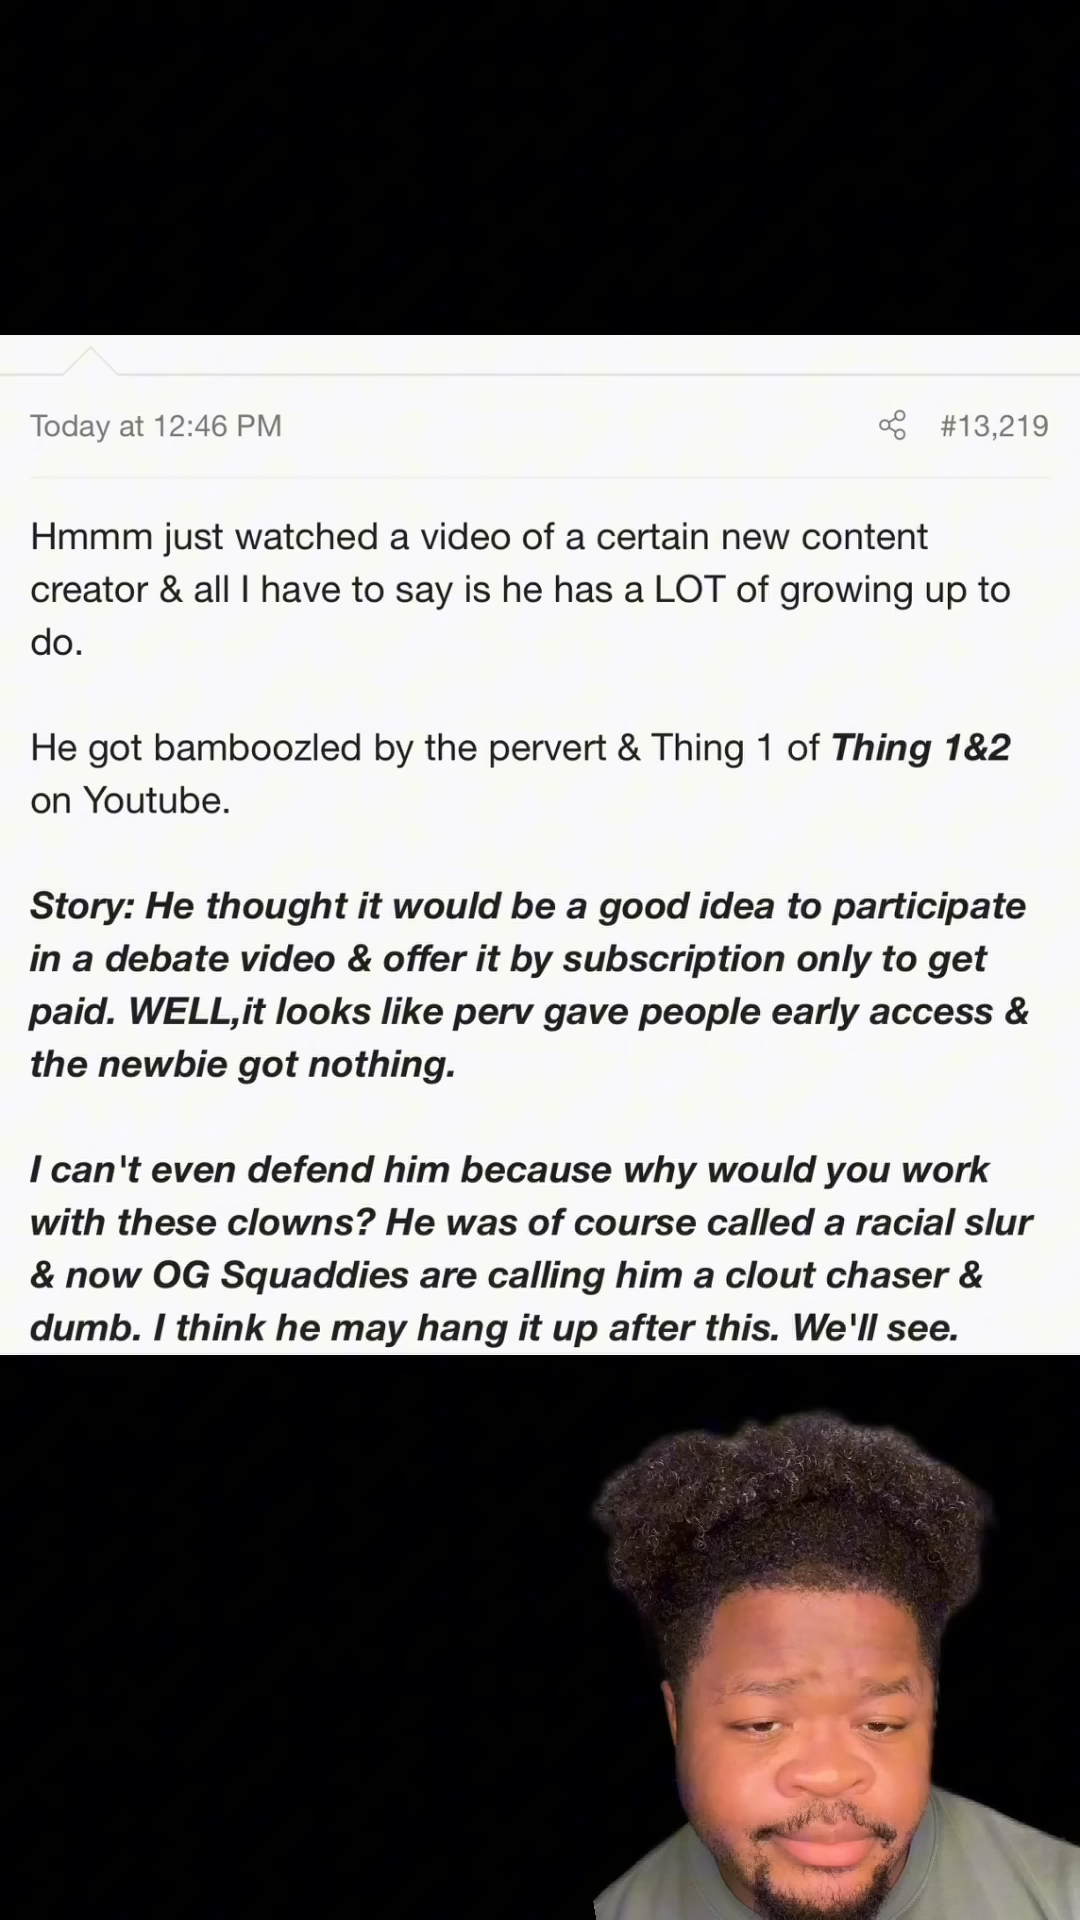 Today at 12:46 PM #13,219
Hmmm just watched a video of a certain new content
creator & all I have to say is he has a LOT of growing up to
do.
He got bamboozled by the pervert & Thing 1 of Thing 1&2
on Youtube.
Story: He thought it would be a good idea to participate
in a debate video & offer it by subscription only to get
paid. WELL,it looks like perv gave people early access &
the newbie got nothing.
I can't even defend him because why would you work
with these clowns? He was of course called a racial slur
& now OG Squaddies are calling him a clout chaser &
dumb. I think he may hang it up after this. We'll see.